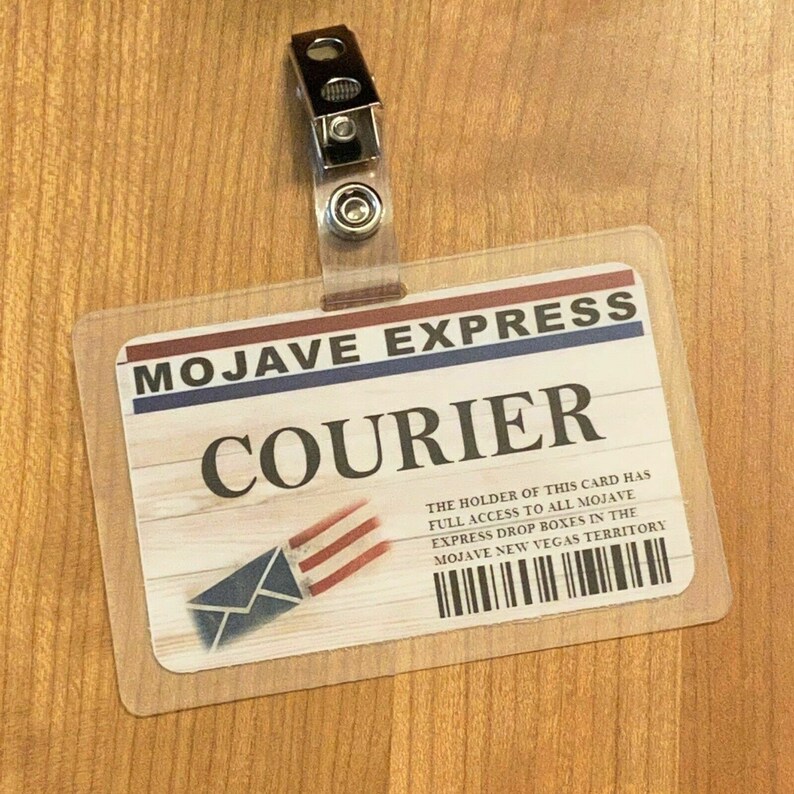 MOJAVE EXPRESS
COURIER
THE HOLDER OF THIS CARD HAS
FULL ACCESS TO ALL MOJAVE
EXPRESS DROP BOXES IN THE
MOJAVE NEW VEGAS TERRITORY